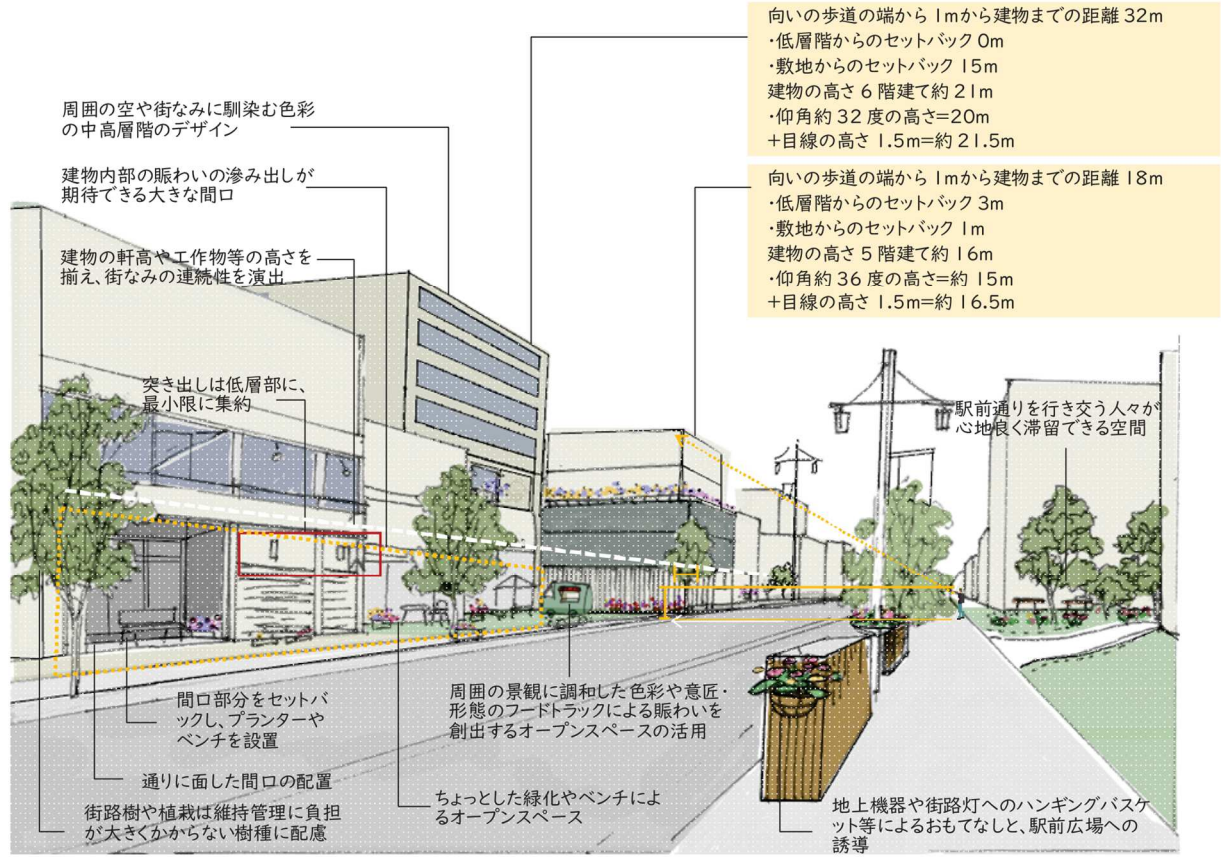 向いの歩道の端から1mから建物までの距離32m
・低層階からのセットバック0m
・敷地からのセットバック15m
建物の高さ6階建て約21m
・仰角約32度の高さ=20m
+目線の高さ1.5m=約21.5m
向いの歩道の端から1mから建物までの距離18m
・低層階からのセットバック3m
・敷地からのセットバック1m
建物の高さ5階建て約16m
・仰角約36度の高さ=約15m
+目線の高さ1.5m=約16.5m
周囲の空や街なみに馴染む色彩
の中高層階のデザイン
建物内部の賑わいの滲み出しが
期待できる大きな間口
建物の軒高や工作物等の高さを
揃え、街なみの連続性を演出
突き出しは低層部に、
最小限に集約
駅前通りを行き交う人々が
心地良く滞留できる空間
間口部分をセットバ
ックし、プランターや
ベンチを設置
通りに面した間口の配置
街路樹や植栽は維持管理に負担
が大きくかからない樹種に配慮
周囲の景観に調和した色彩や意匠・
形態のフードトラックによる賑わいを
創出するオープンスペースの活用
ちょっとした緑化やベンチによ
るオープンスペース
地上機器や街路灯へのハンギングバスケ
ット等によるおもてなしと、駅前広場への
誘導